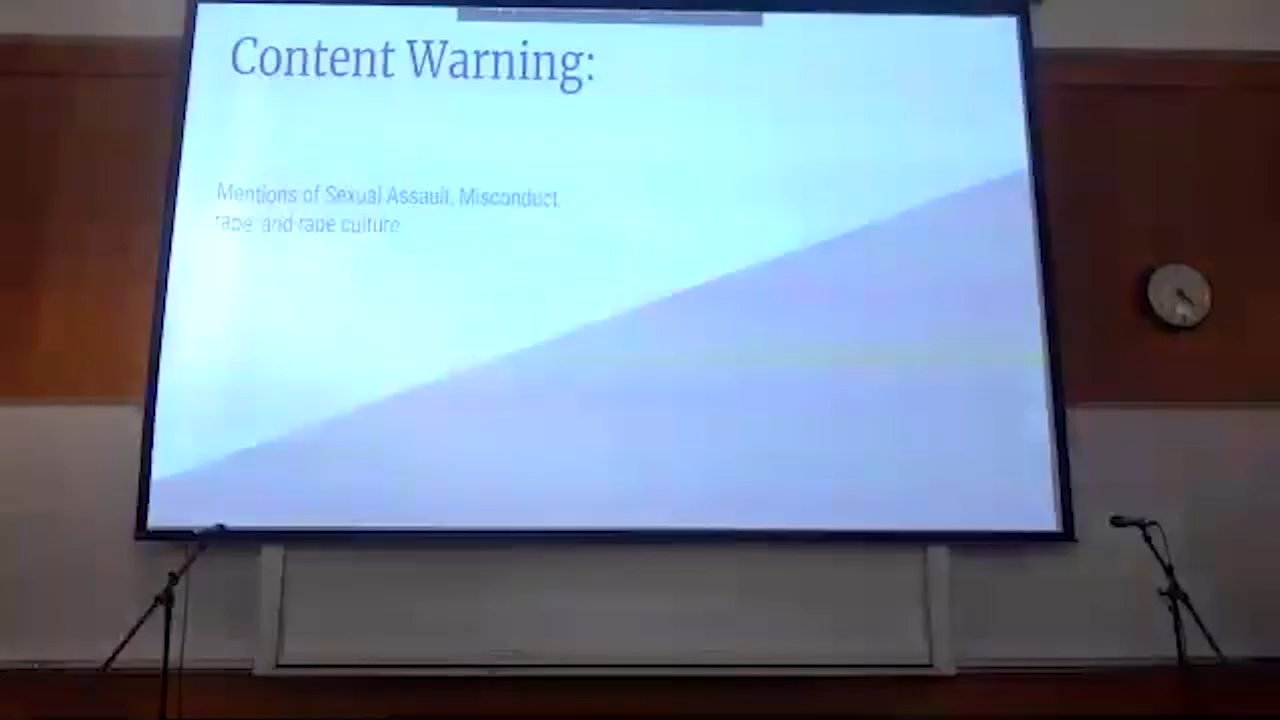 Content Warning:
Mentions of Sexual Assault, Misconduct,
rape, and rape culture